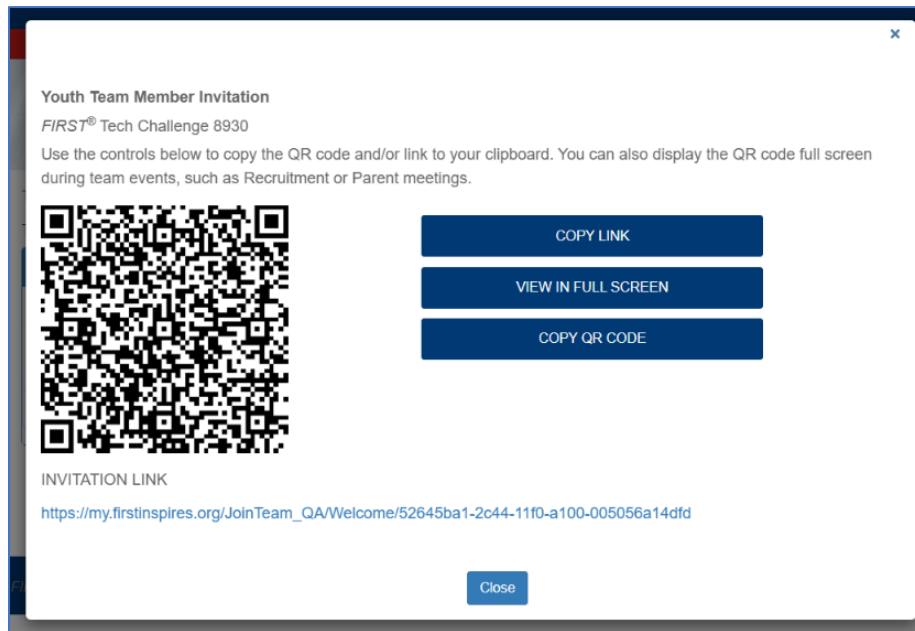 ×
Youth Team Member Invitation
FIRST® Tech Challenge 8930
Use the controls below to copy the QR code and/or link to your clipboard. You can also display the QR code full screen
during team events, such as Recruitment or Parent meetings.
COPY LINK
VIEW IN FULL SCREEN
COPY QR CODE
INVITATION LINK
https://my.firstinspires.org/JoinTeam_QA/Welcome/52645ba1-2c44-11f0-a100-005056a14dfd
Close